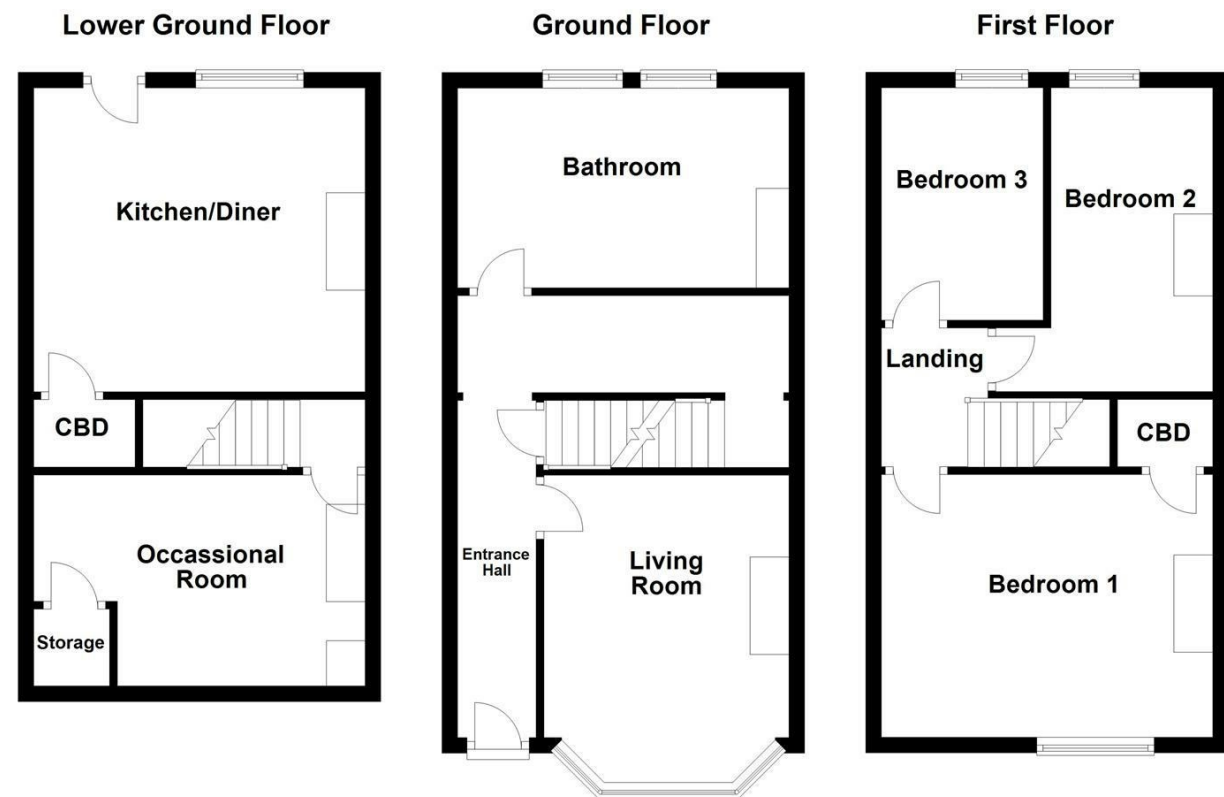 Lower Ground Floor
Kitchen/Diner
CBD
Occassional
Room
Storage
Ground Floor
Bathroom
Entrance
Hall
Living
Room
First Floor
Bedroom 3
Bedroom 2
Landing
CBD
Bedroom 1